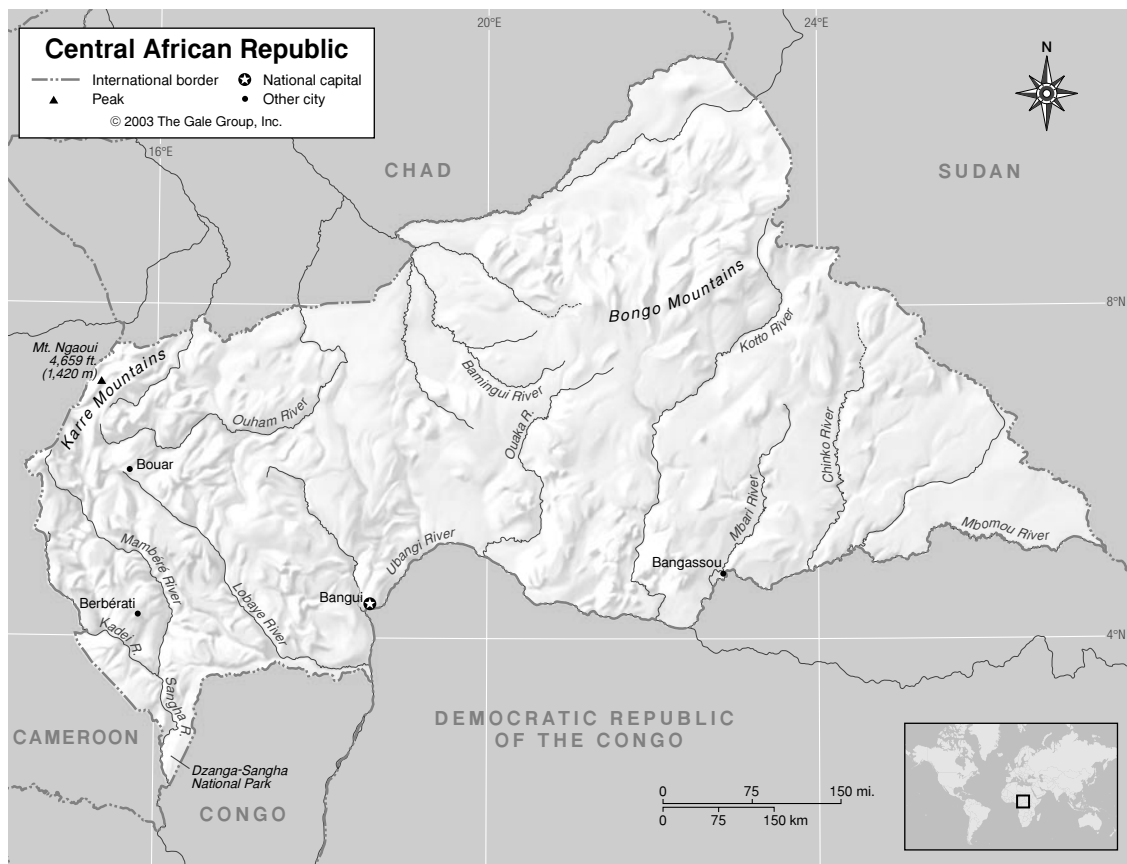 Central African Republic
International border
National capital
Peak
Other city
© 2003 The Gale Group, Inc.
20°E
24°E
N
16°E
CHAD
SUDAN
8°N
Bongo Mountains
Kotto River
Mt. Ngaoui
4,659 ft.
(1,420 m)
Karre Mountains
Bamingui River
Ouham River
Ouaka R.
Chinko River
Bouar
Mbari River
Mbomou River
Ubangi River
Mambéré River
Bangassou
Lobaye River
Bangui
Berbérati
Kadei R.
4°N
Sangha R.
CAMEROON
DEMOCRATIC REPUBLIC
OF THE CONGO
Dzanga-Sangha
National Park
CONGO
0 75 150 mi.
0 75 150 km